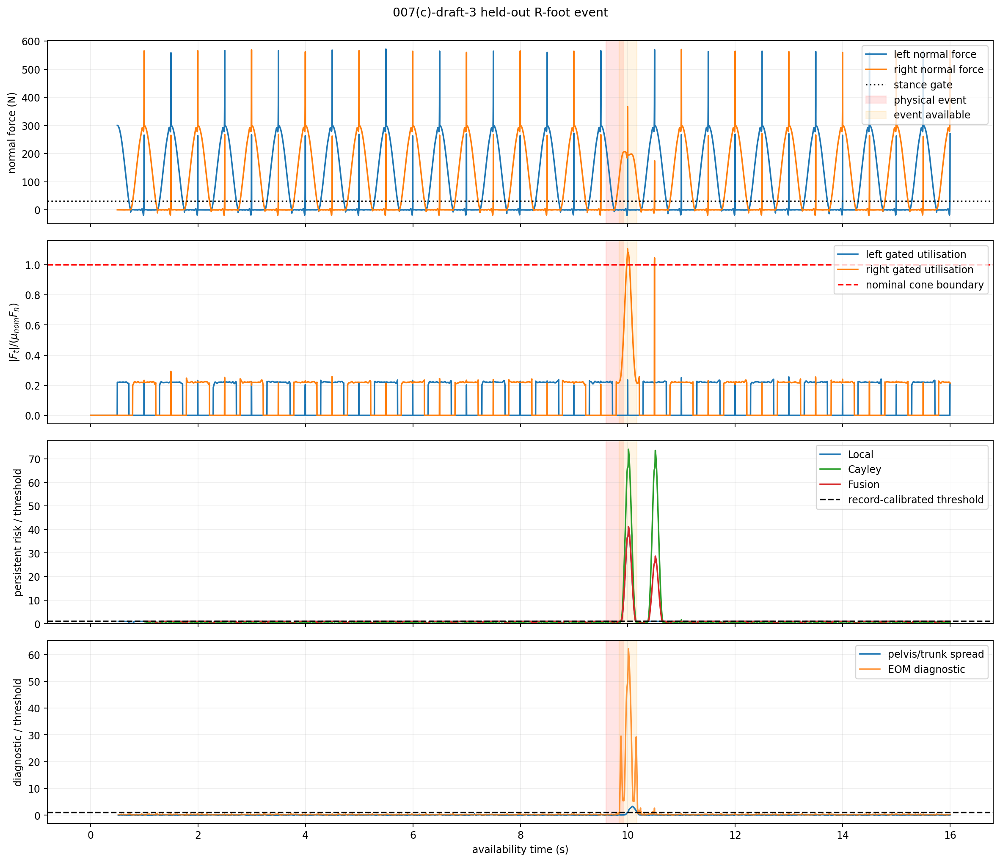 007(c)-draft-3 held-out R-foot event
normal force (N)
600
500
400
300
200
100
0
left normal force
right normal force
stance gate
physical event
event available
|F_t|/(μ_{nom}F_n)
1.0
0.8
0.6
0.4
0.2
0.0
left gated utilisation
right gated utilisation
nominal cone boundary
persistent risk / threshold
70
60
50
40
30
20
10
0
Local
Cayley
Fusion
record-calibrated threshold
diagnostic / threshold
60
50
40
30
20
10
0
pelvis/trunk spread
EOM diagnostic
0 2 4 6 8 10 12 14 16
availability time (s)